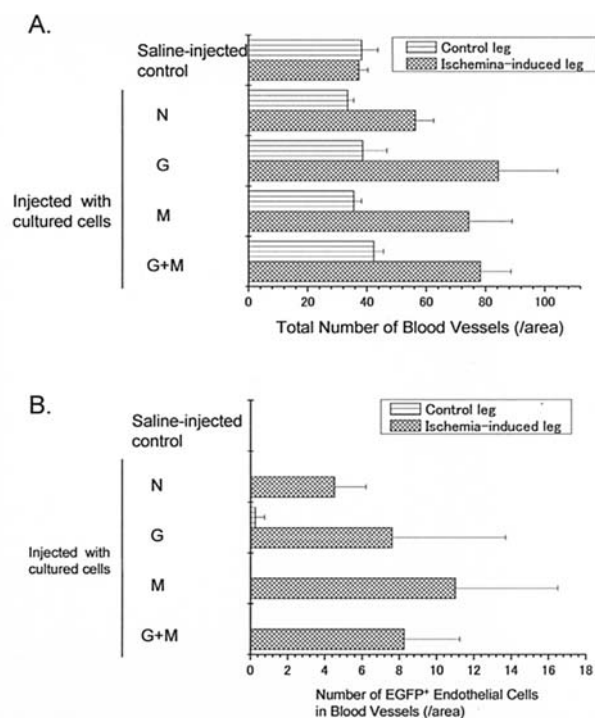 A.
Saline-injected
control
Control leg
Ischemina-induced leg
N
G
Injected with
cultured cells
M
G+M
0 20 40 60 80 100
Total Number of Blood Vessels (/area)
B.
Saline-injected
control
Control leg
Ischemia-induced leg
N
G
Injected with
cultured cells
M
G+M
0 2 4 6 8 10 12 14 16 18
Number of EGFP⁺ Endothelial Cells
in Blood Vessels (/area)